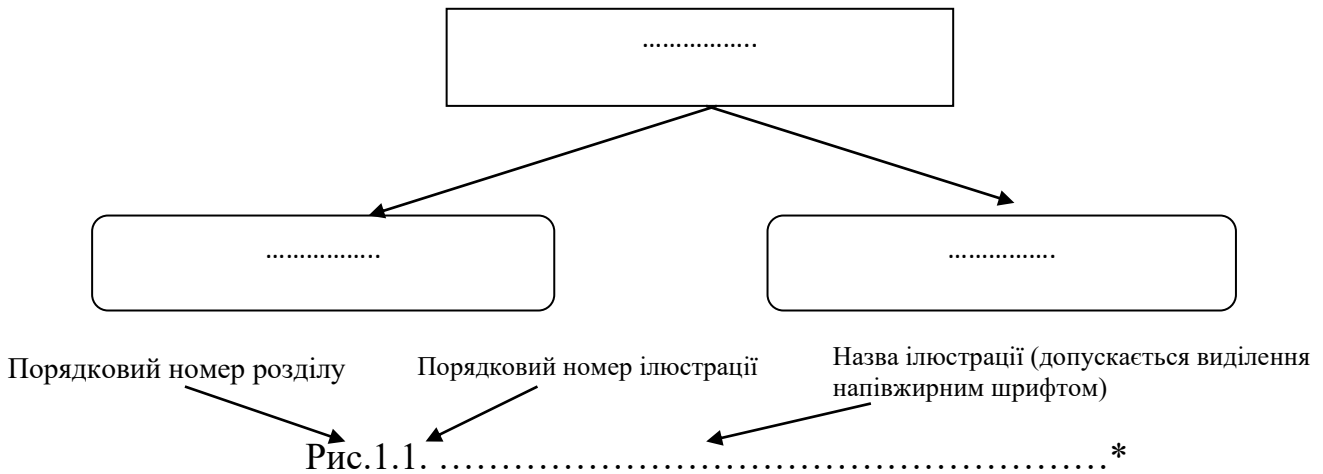 ……………..
……………..
…………….
Порядковий номер розділу
Порядковий номер ілюстрації
Назва ілюстрації (допускається виділення
напівжирним шрифтом)
Рис.1.1. …………………………………………………………*